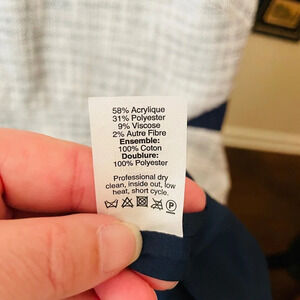 58% Acrylique
31% Polyester
9% Viscose
2% Autre Fibre
Ensemble:
100% Coton
Doublure:
100% Polyester
Professional dry
clean, inside out, low
heat, short cycle.
P